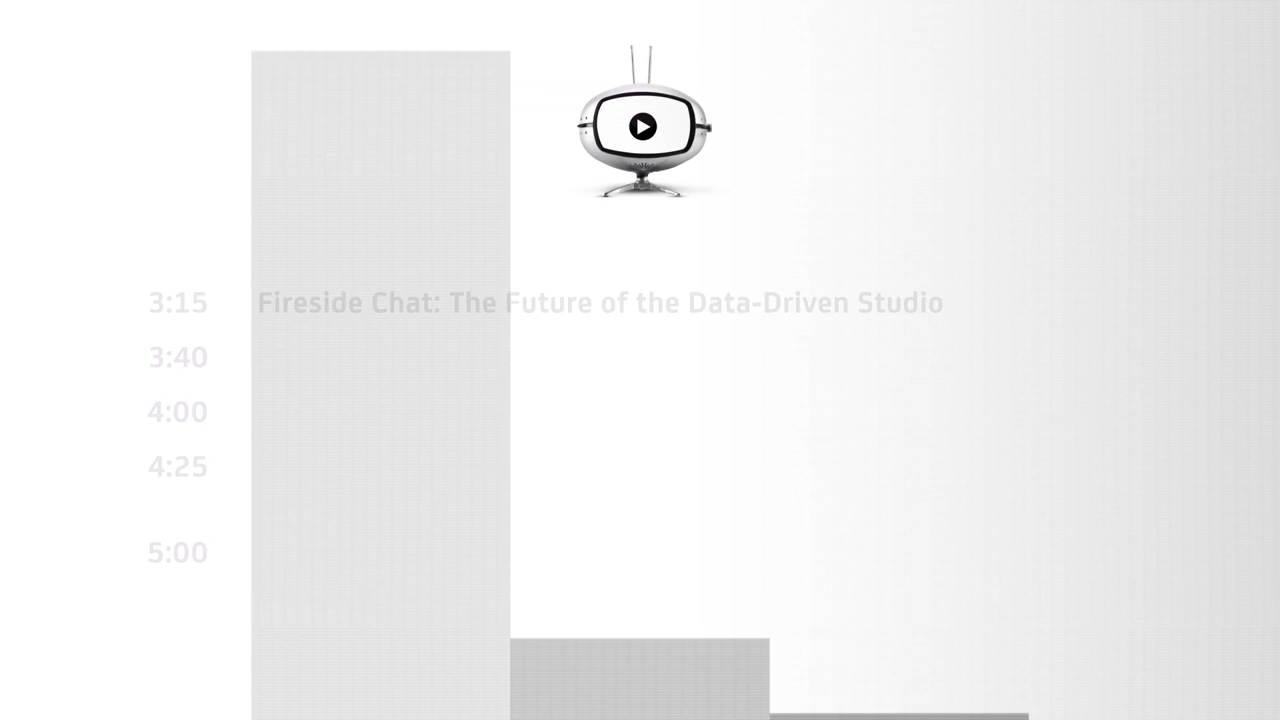 3:15 Fireside Chat: The Future of the Data-Driven Studio
3:40
4:00
4:25
5:00